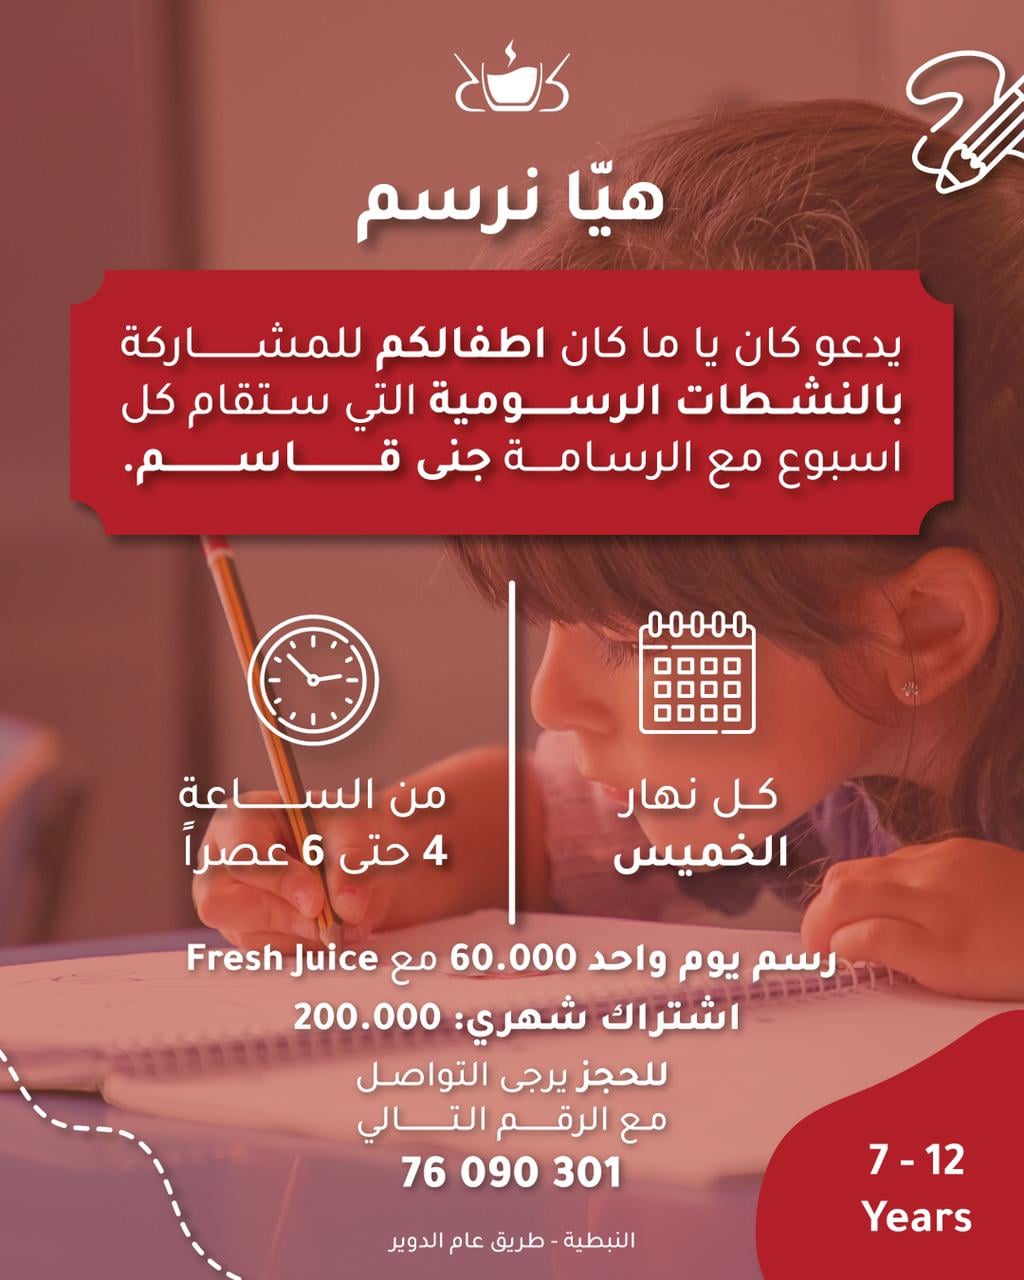 هيّا نرسم
يدعو كان يا ما كان اطفالكم للمشاركة
بالنشطات الرسومية التي ستقام كل
اسبوع مع الرسامة جنى قاسم.
كل نهار
الخميس
من الساعة
4 حتى 6 عصراً
رسم يوم واحد 60.000 مع Fresh Juice
اشتراك شهري: 200.000
للحجز يرجى التواصل
مع الرقم التالي
76 090 301
7 - 12
Years
النبطية - طريق عام الدوير